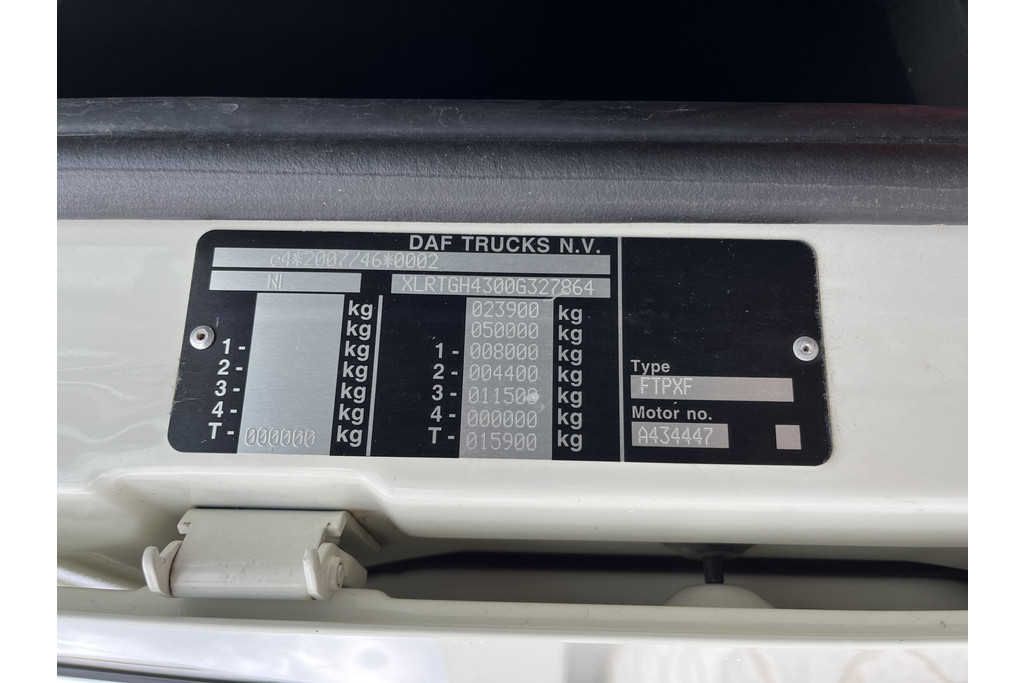 DAF TRUCKS N.V.
e4*2007/46*0002
NL XLRTGH4300G327864
kg 023900 kg
kg 050000 kg
1- kg 1- 008000 kg
2- kg 2- 004400 kg
3- kg 3- 011500 kg
4- kg 4- 000000 kg
T- 000000 kg T- 015900 kg
Type
FTPXF
Motor no.
A434447